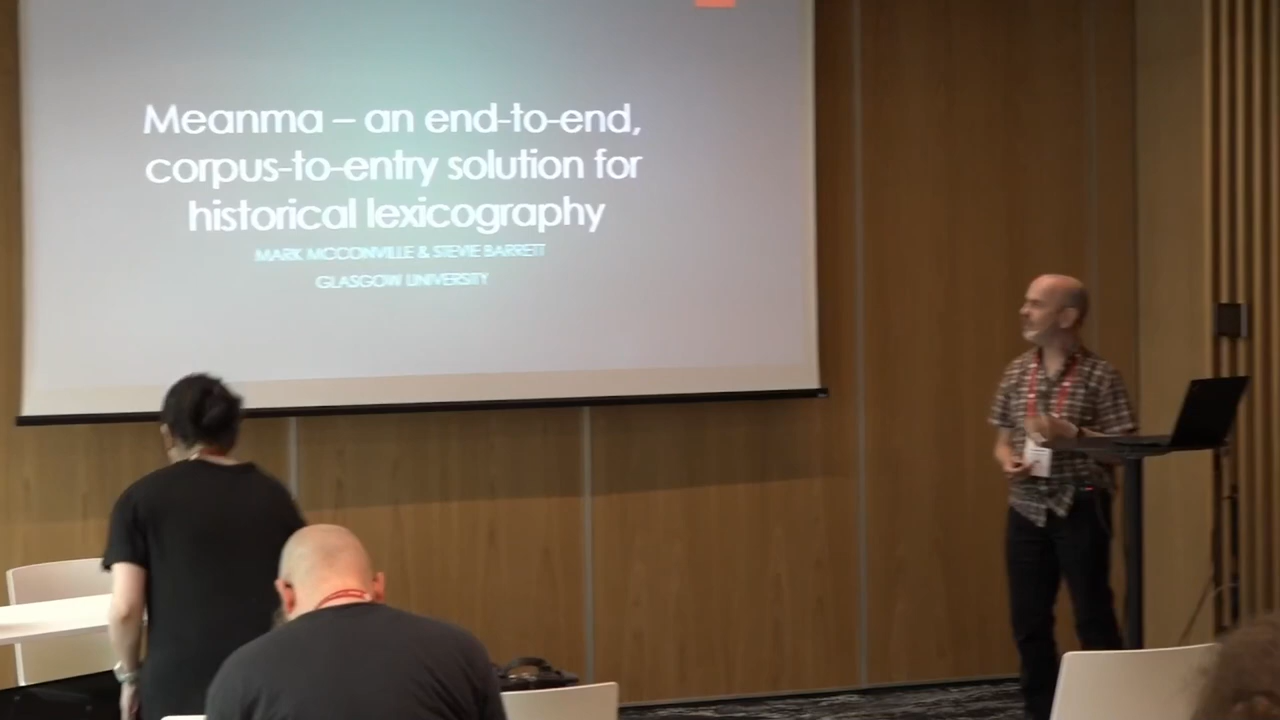 Meanma – an end-to-end,
corpus-to-entry solution for
historical lexicography
MARK MCCONVILLE & STEVIE BARRETT
GLASGOW UNIVERSITY